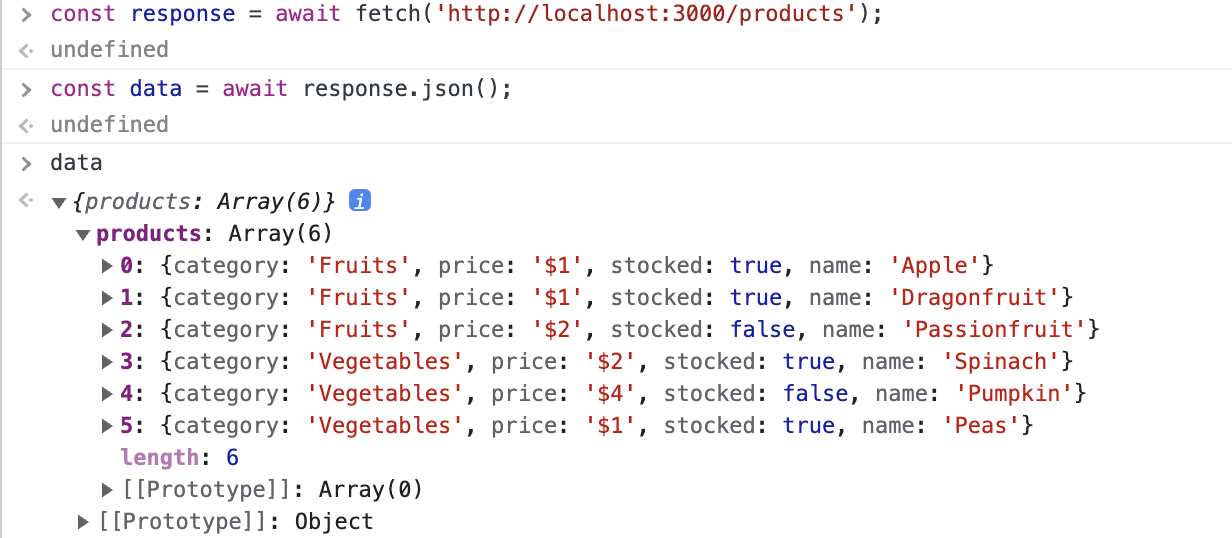 > const response = await fetch('http://localhost:3000/products');
undefined
> const data = await response.json();
undefined
> data
▼{products: Array(6)} i
▼products: Array(6)
▶0: {category: 'Fruits', price: '$1', stocked: true, name: 'Apple'}
▶1: {category: 'Fruits', price: '$1', stocked: true, name: 'Dragonfruit'}
▶2: {category: 'Fruits', price: '$2', stocked: false, name: 'Passionfruit'}
▶3: {category: 'Vegetables', price: '$2', stocked: true, name: 'Spinach'}
▶4: {category: 'Vegetables', price: '$4', stocked: false, name: 'Pumpkin'}
▶5: {category: 'Vegetables', price: '$1', stocked: true, name: 'Peas'}
length: 6
▶[[Prototype]]: Array(0)
▶[[Prototype]]: Object